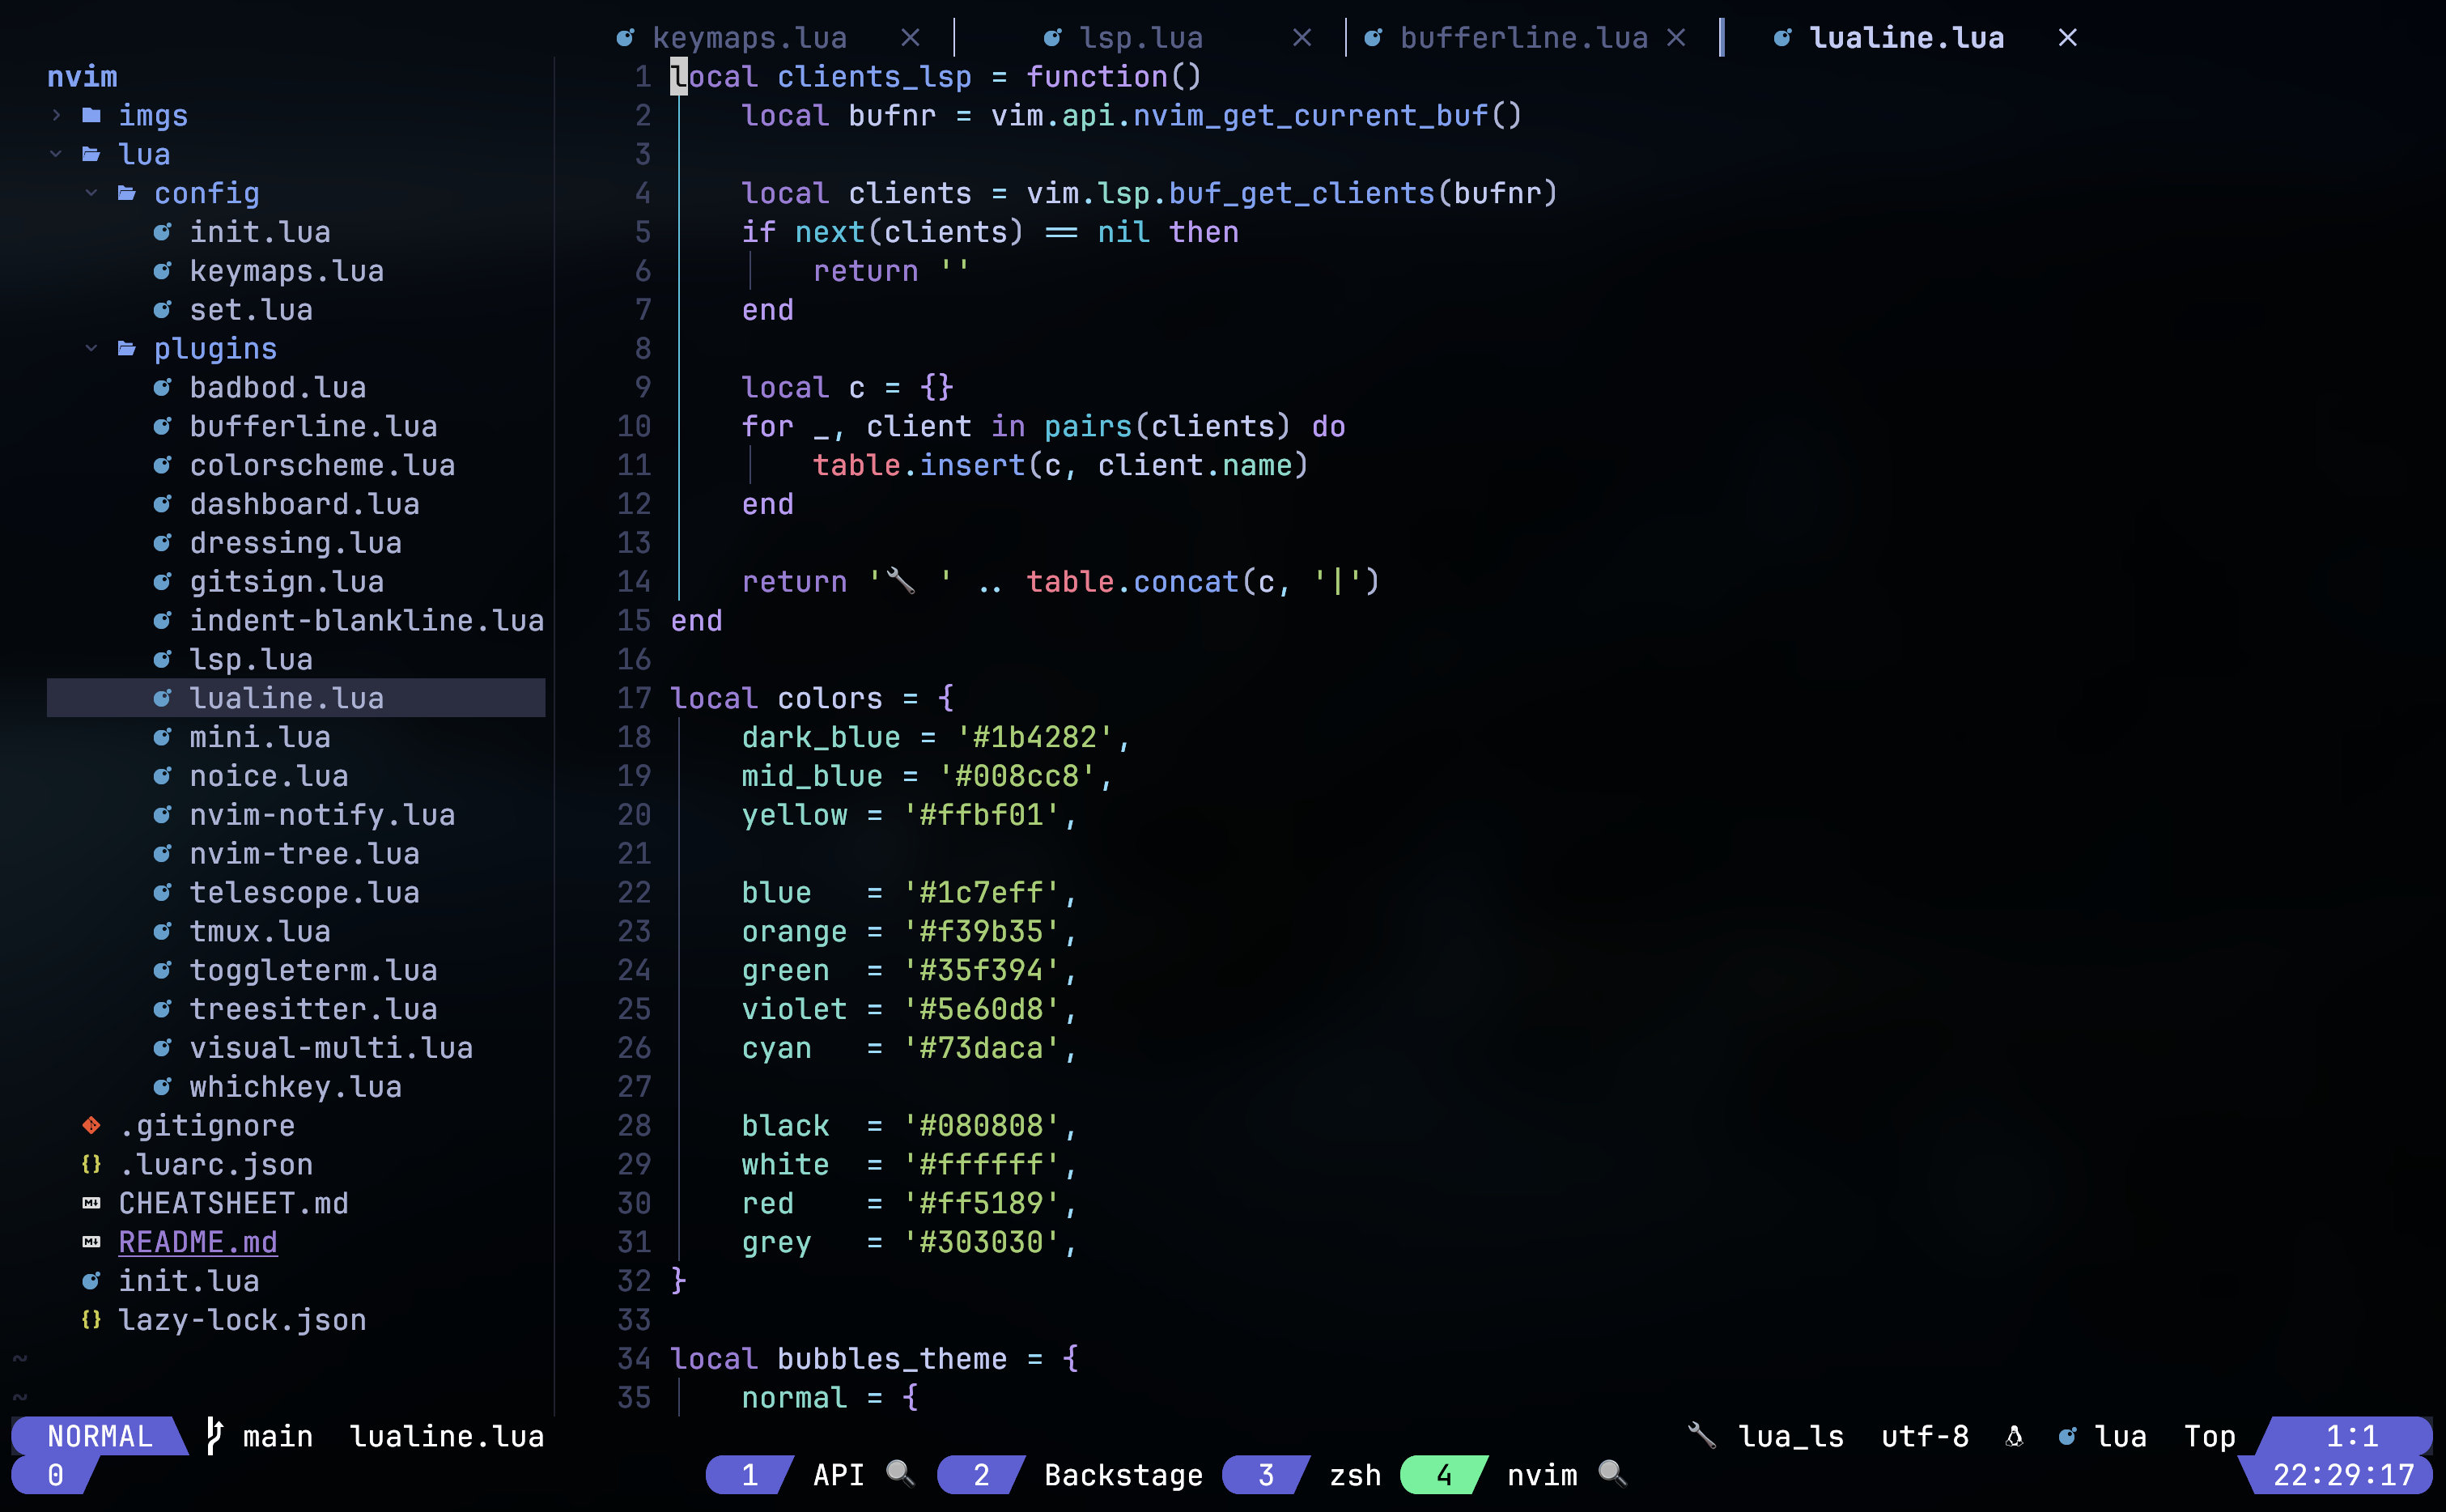 keymaps.lua × lsp.lua × bufferline.lua × lualine.lua ×
nvim
imgs
lua
config
init.lua
keymaps.lua
set.lua
plugins
badbod.lua
bufferline.lua
colorscheme.lua
dashboard.lua
dressing.lua
gitsign.lua
indent-blankline.lua
lsp.lua
lualine.lua
mini.lua
noice.lua
nvim-notify.lua
nvim-tree.lua
telescope.lua
tmux.lua
toggleterm.lua
treesitter.lua
visual-multi.lua
whichkey.lua
.gitignore
{} .luarc.json
CHEATSHEET.md
README.md
init.lua
{} lazy-lock.json
~
~
1 local clients_lsp = function()
2     local bufnr = vim.api.nvim_get_current_buf()
3
4     local clients = vim.lsp.buf_get_clients(bufnr)
5     if next(clients) == nil then
6         return ''
7     end
8
9     local c = {}
10     for _, client in pairs(clients) do
11         table.insert(c, client.name)
12     end
13
14     return '🔧 ' .. table.concat(c, '|')
15 end
16
17 local colors = {
18     dark_blue = '#1b4282',
19     mid_blue = '#008cc8',
20     yellow = '#ffbf01',
21
22     blue   = '#1c7eff',
23     orange = '#f39b35',
24     green  = '#35f394',
25     violet = '#5e60d8',
26     cyan   = '#73daca',
27
28     black  = '#080808',
29     white  = '#ffffff',
30     red    = '#ff5189',
31     grey   = '#303030',
32 }
33
34 local bubbles_theme = {
35     normal = {
NORMAL main lualine.lua 🔧 lua_ls utf-8 lua Top 1:1
0 1 API 🔍 2 Backstage 3 zsh 4 nvim 🔍 22:29:17